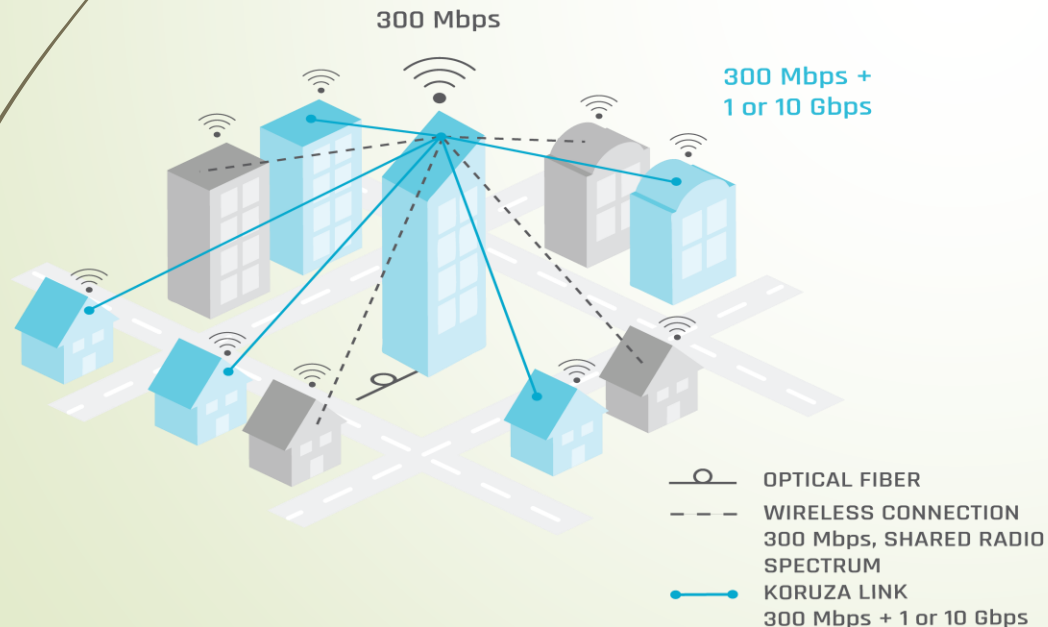 300 Mbps
300 Mbps +
1 or 10 Gbps
OPTICAL FIBER
WIRELESS CONNECTION
300 Mbps, SHARED RADIO
SPECTRUM
KORUZA LINK
300 Mbps + 1 or 10 Gbps